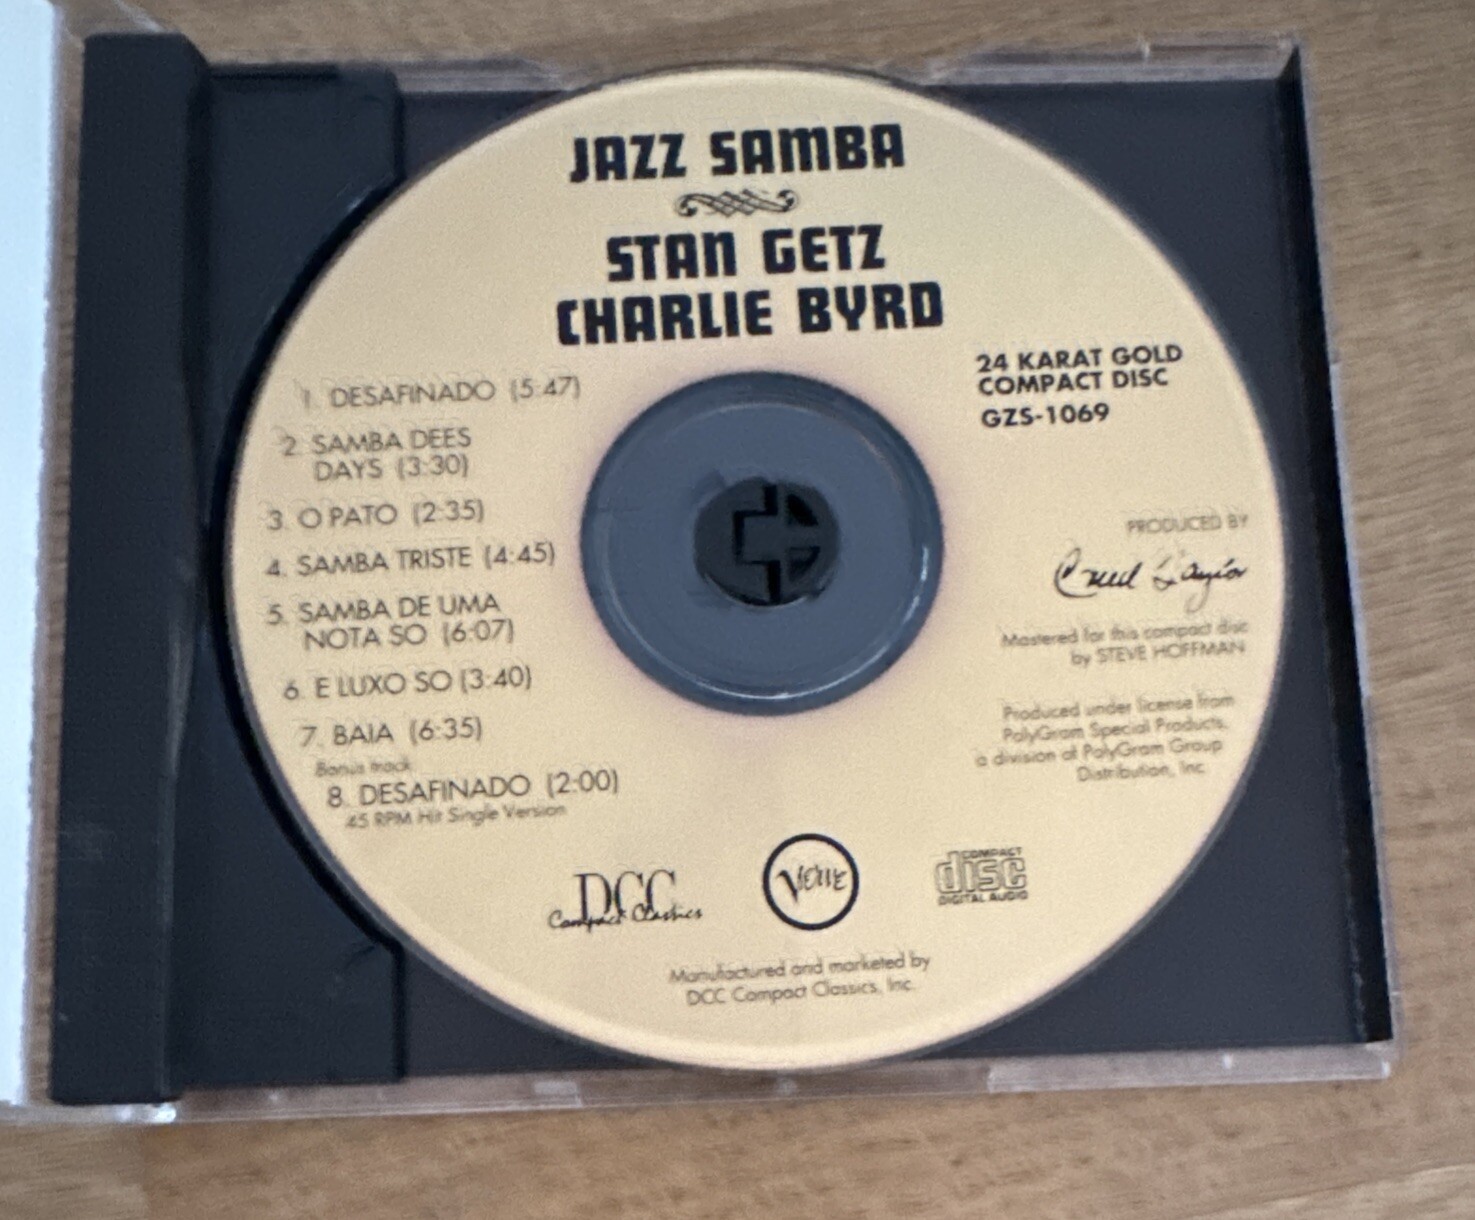 JAZZ SAMBA
STAN GETZ
CHARLIE BYRD
24 KARAT GOLD
COMPACT DISC
GZS-1069
1. DESAFINADO (5:47)
2. SAMBA DEES
DAYS (3:30)
3. O PATO (2:35)
4. SAMBA TRISTE (4:45)
5. SAMBA DE UMA
NOTA SO (6:07)
6. E LUXO SO (3:40)
7. BAIA (6:35)
Bonus track
8. DESAFINADO (2:00)
45 RPM Hit Single Version
PRODUCED BY
Creed Taylor
Mastered for this compact disc
by STEVE HOFFMAN
Produced under license from
PolyGram Special Products,
a division of PolyGram Group
Distribution, Inc.
DCC
Compact Classics
VERVE
COMPACT
disc
DIGITAL AUDIO
Manufactured and marketed by
DCC Compact Classics, Inc.